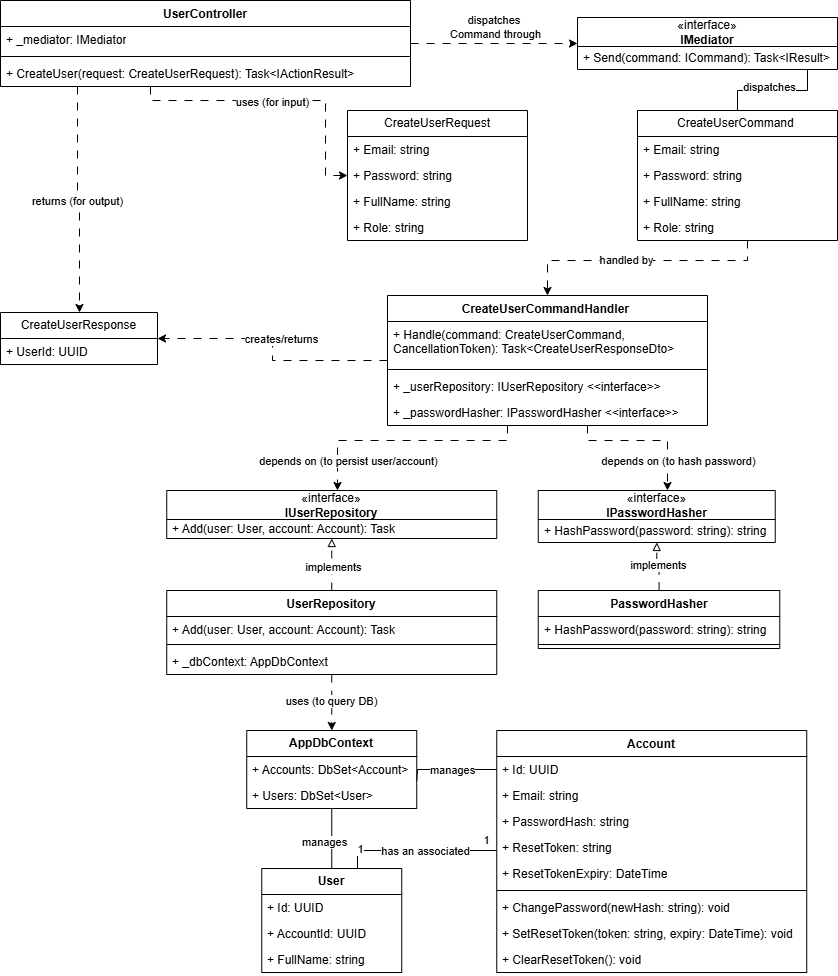 UserController
+ _mediator: IMediator
+ CreateUser(request: CreateUserRequest): Task<IActionResult>
dispatches
Command through
«interface»
IMediator
+ Send(command: ICommand): Task<IResult>
dispatches
uses (for input)
CreateUserRequest
+ Email: string
+ Password: string
+ FullName: string
+ Role: string
CreateUserCommand
+ Email: string
+ Password: string
+ FullName: string
+ Role: string
returns (for output)
handled by
CreateUserResponse
+ UserId: UUID
creates/returns
CreateUserCommandHandler
+ Handle(command: CreateUserCommand,
CancellationToken): Task<CreateUserResponseDto>
+ _userRepository: IUserRepository <<interface>>
+ _passwordHasher: IPasswordHasher <<interface>>
depends on (to persist user/account)
depends on (to hash password)
«interface»
IUserRepository
+ Add(user: User, account: Account): Task
«interface»
IPasswordHasher
+ HashPassword(password: string): string
implements
implements
UserRepository
+ Add(user: User, account: Account): Task
+ _dbContext: AppDbContext
PasswordHasher
+ HashPassword(password: string): string
uses (to query DB)
AppDbContext
+ Accounts: DbSet<Account>
+ Users: DbSet<User>
manages
Account
+ Id: UUID
+ Email: string
+ PasswordHash: string
+ ResetToken: string
+ ResetTokenExpiry: DateTime
+ ChangePassword(newHash: string): void
+ SetResetToken(token: string, expiry: DateTime): void
+ ClearResetToken(): void
manages
1
has an associated
1
User
+ Id: UUID
+ AccountId: UUID
+ FullName: string